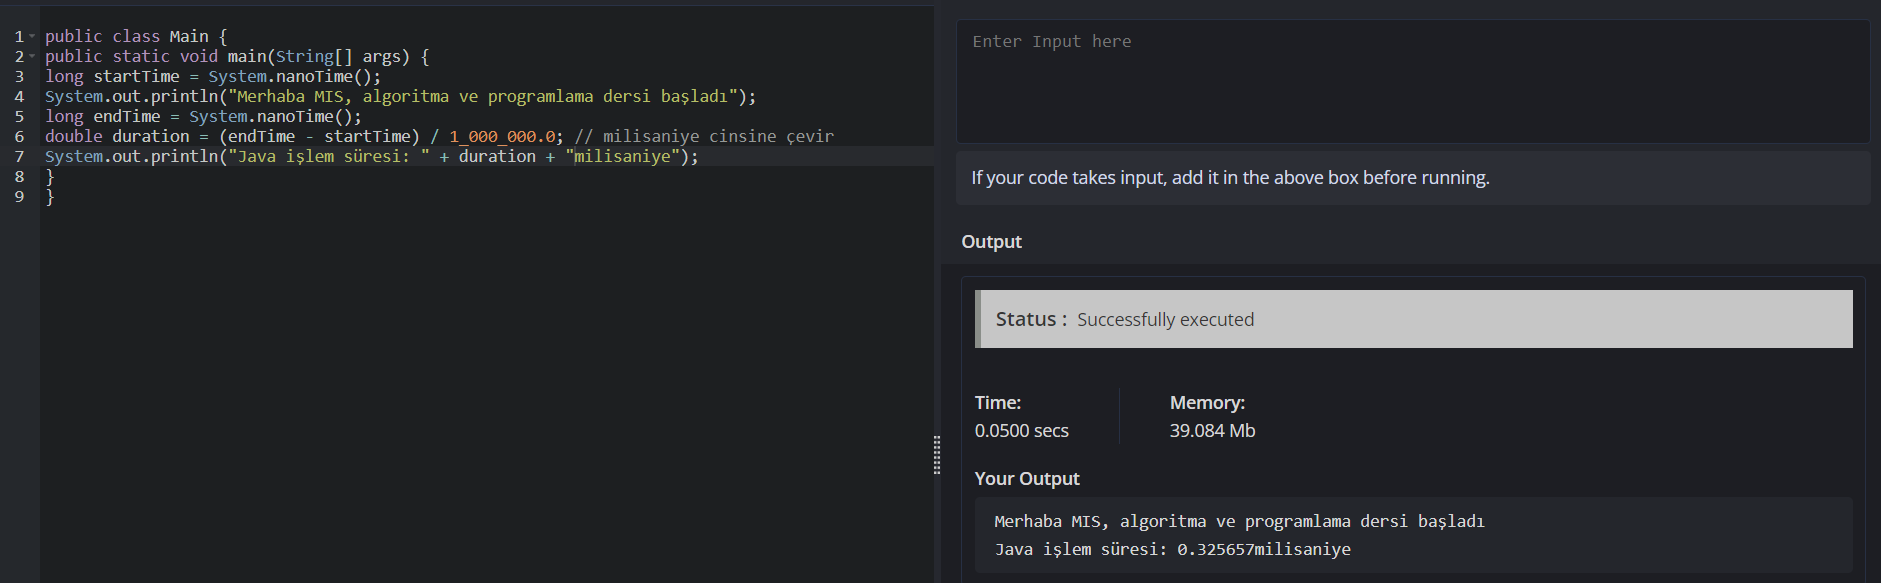 1 public class Main {
2 public static void main(String[] args) {
3 long startTime = System.nanoTime();
4 System.out.println("Merhaba MIS, algoritma ve programlama dersi başladı");
5 long endTime = System.nanoTime();
6 double duration = (endTime - startTime) / 1_000_000.0; // milisaniye cinsine çevir
7 System.out.println("Java işlem süresi: " + duration + "milisaniye");
8 }
9 }
Enter Input here
If your code takes input, add it in the above box before running.
Output
Status : Successfully executed
Time: Memory:
0.0500 secs 39.084 Mb
Your Output
Merhaba MIS, algoritma ve programlama dersi başladı
Java işlem süresi: 0.325657milisaniye